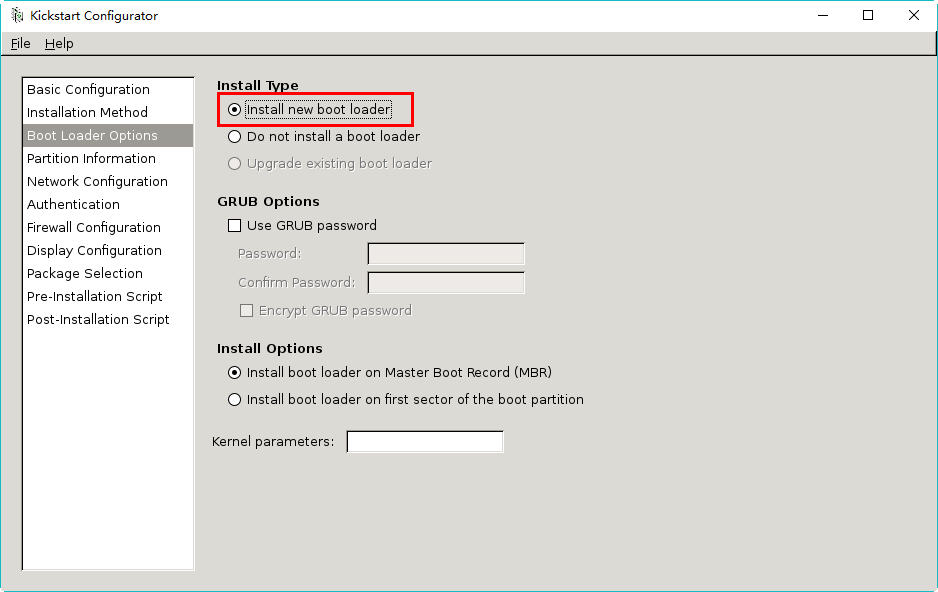 Kickstart Configurator
File Help
Basic Configuration
Installation Method
Boot Loader Options
Partition Information
Network Configuration
Authentication
Firewall Configuration
Display Configuration
Package Selection
Pre-Installation Script
Post-Installation Script
Install Type
Install new boot loader
Do not install a boot loader
Upgrade existing boot loader
GRUB Options
Use GRUB password
Password:
Confirm Password:
Encrypt GRUB password
Install Options
Install boot loader on Master Boot Record (MBR)
Install boot loader on first sector of the boot partition
Kernel parameters: